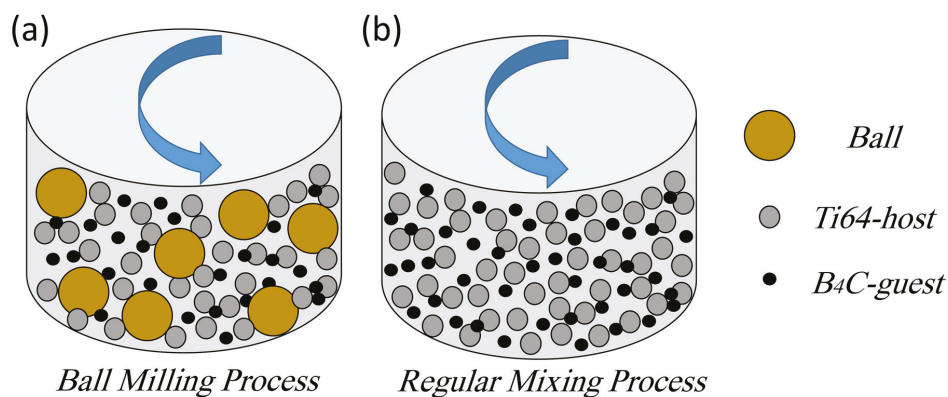 (a)
(b)
Ball
Ti64-host
B₄C-guest
Ball Milling Process
Regular Mixing Process